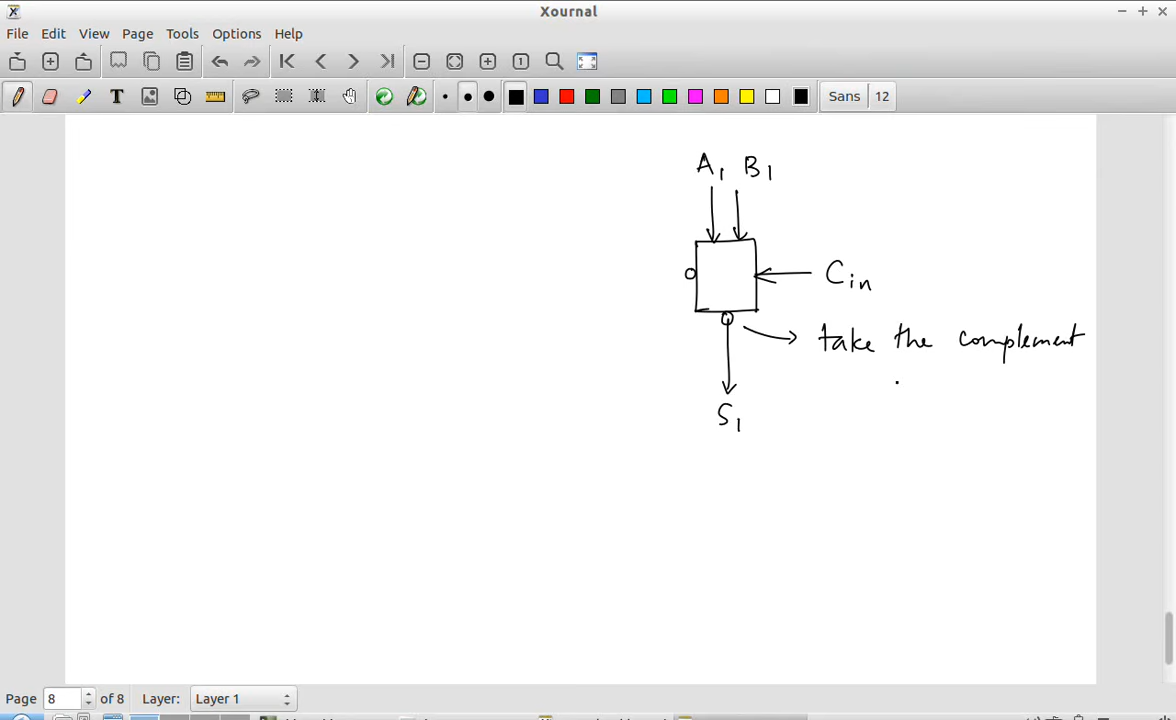 Xournal
File Edit View Page Tools Options Help
Sans 12
A1 B1
Cin
take the complement
S1
Page 8 of 8 Layer: Layer 1